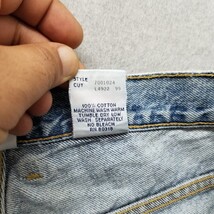 STYLE
CUT
100% COTTON
MACHINE WASH WARM
TUMBLE DRY LOW
WASH SEPARATELY
NO BLEACH